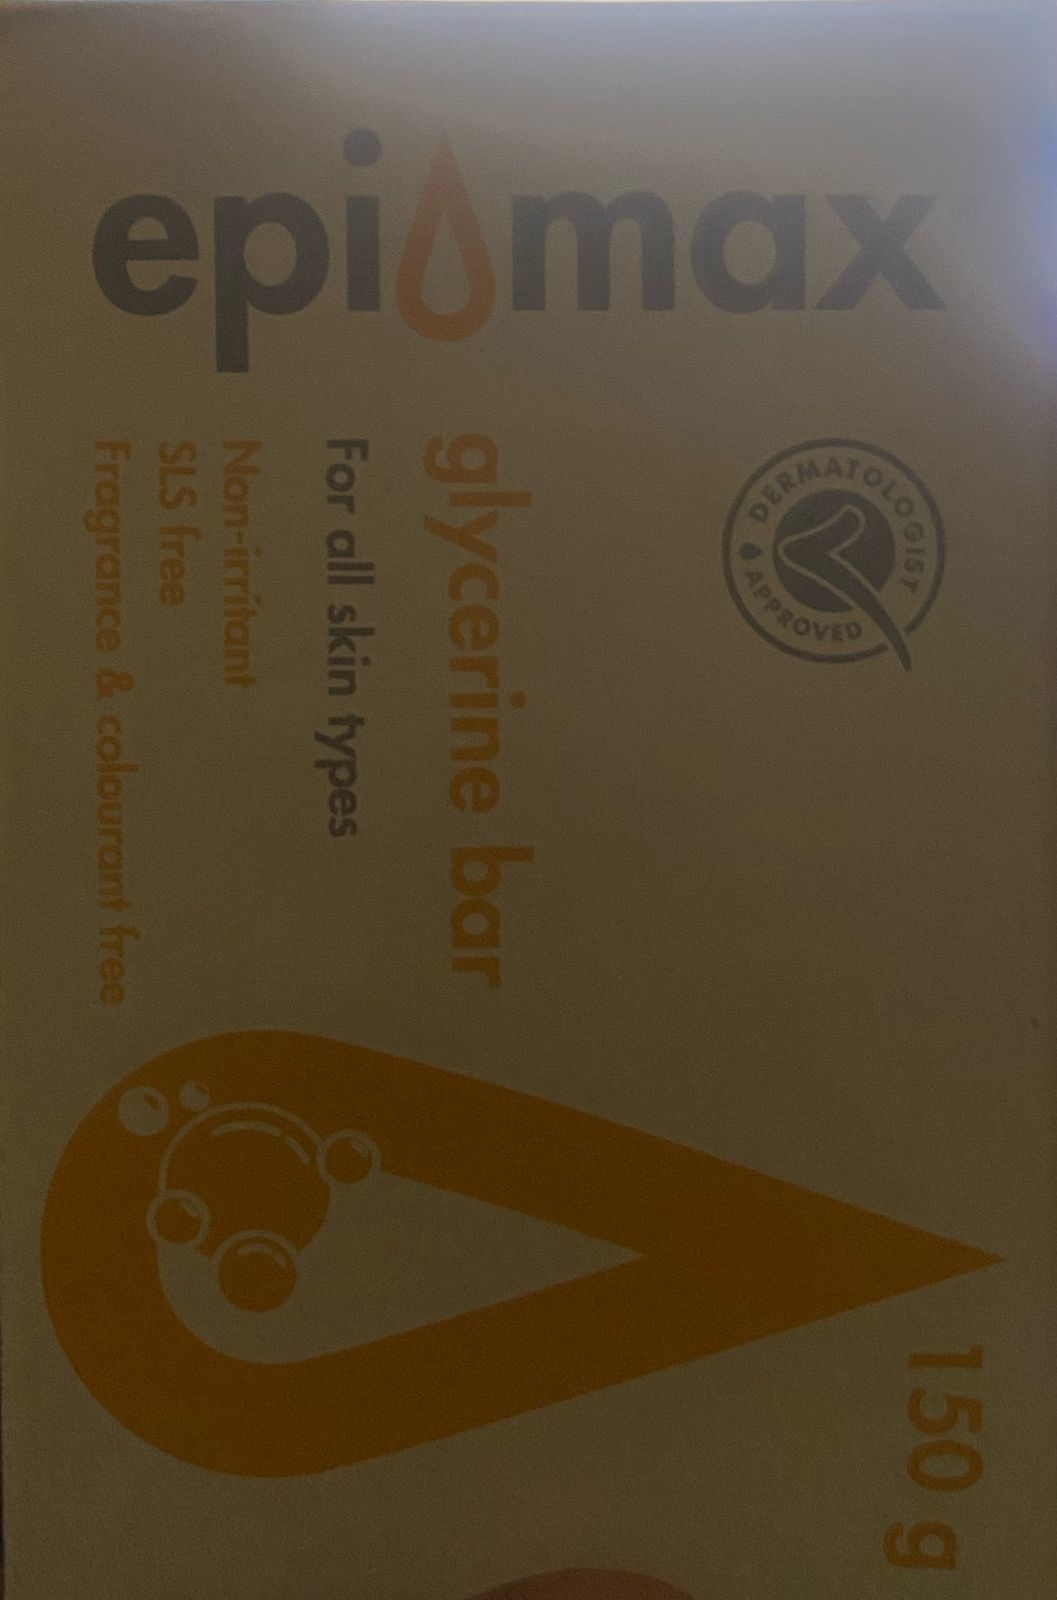 epimax
DERMATOLOGIST
APPROVED
glycerine bar
For all skin types
Non-irritant
SLS free
Fragrance & colourant free
150 g